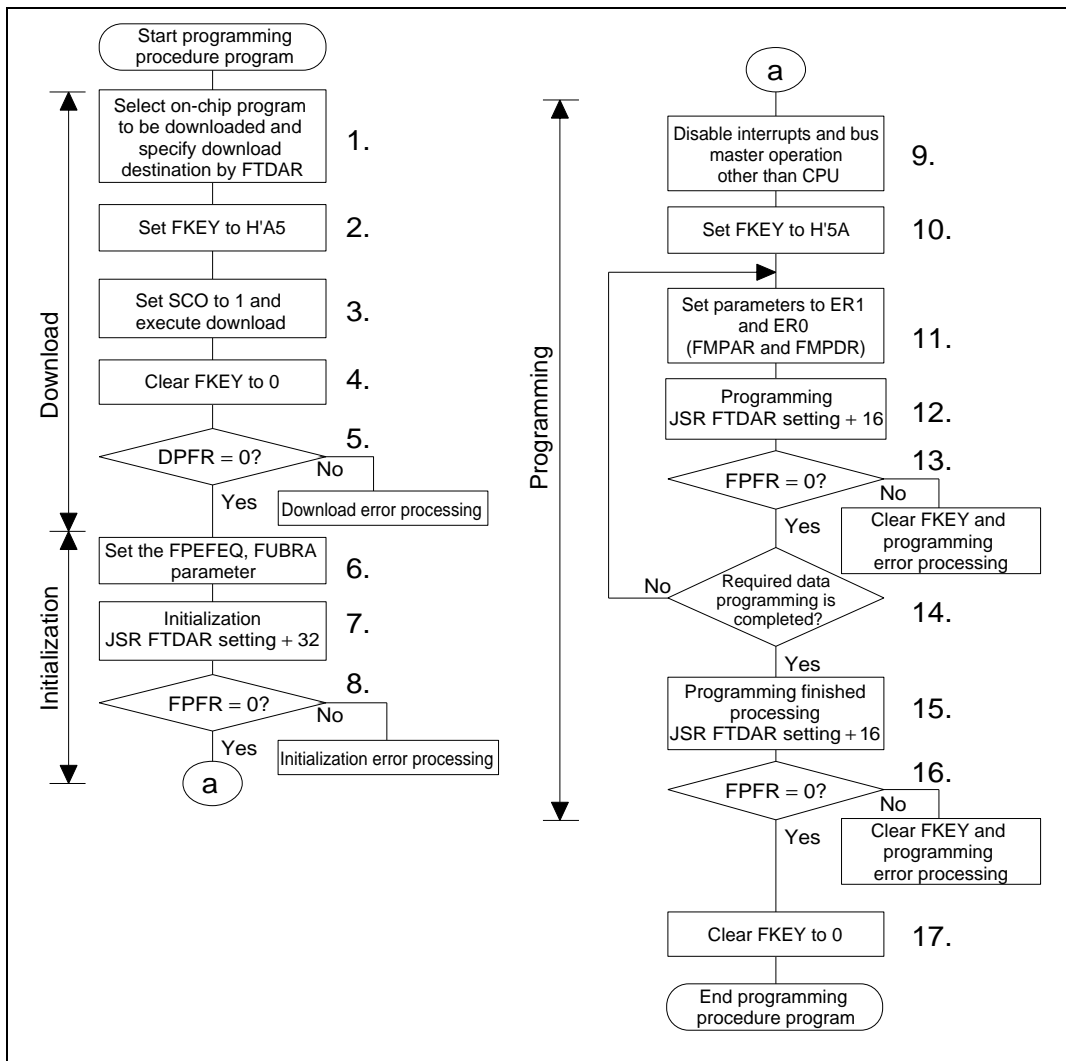 Start programming
procedure program
Download
Select on-chip program
to be downloaded and
specify download
destination by FTDAR
1.
Set FKEY to H'A5
2.
Set SCO to 1 and
execute download
3.
Clear FKEY to 0
4.
5.
DPFR = 0?
No
Yes
Download error processing
Initialization
Set the FPEFEQ, FUBRA
parameter
6.
Initialization
JSR FTDAR setting + 32
7.
8.
FPFR = 0?
No
Yes
Initialization error processing
a
a
Programming
Disable interrupts and bus
master operation
other than CPU
9.
Set FKEY to H'5A
10.
Set parameters to ER1
and ER0
(FMPAR and FMPDR)
11.
Programming
JSR FTDAR setting + 16
12.
13.
FPFR = 0?
No
Yes
Clear FKEY and
programming
error processing
No
Required data
programming is
completed?
14.
Yes
Programming finished
processing
JSR FTDAR setting + 16
15.
16.
FPFR = 0?
No
Yes
Clear FKEY and
programming
error processing
Clear FKEY to 0
17.
End programming
procedure program